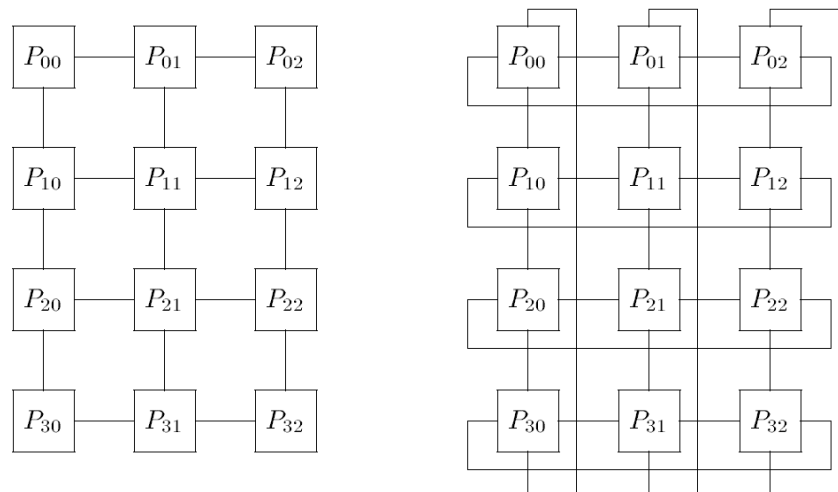 P₀₀ P₀₁ P₀₂ P₀₀ P₀₁ P₀₂
P₁₀ P₁₁ P₁₂ P₁₀ P₁₁ P₁₂
P₂₀ P₂₁ P₂₂ P₂₀ P₂₁ P₂₂
P₃₀ P₃₁ P₃₂ P₃₀ P₃₁ P₃₂